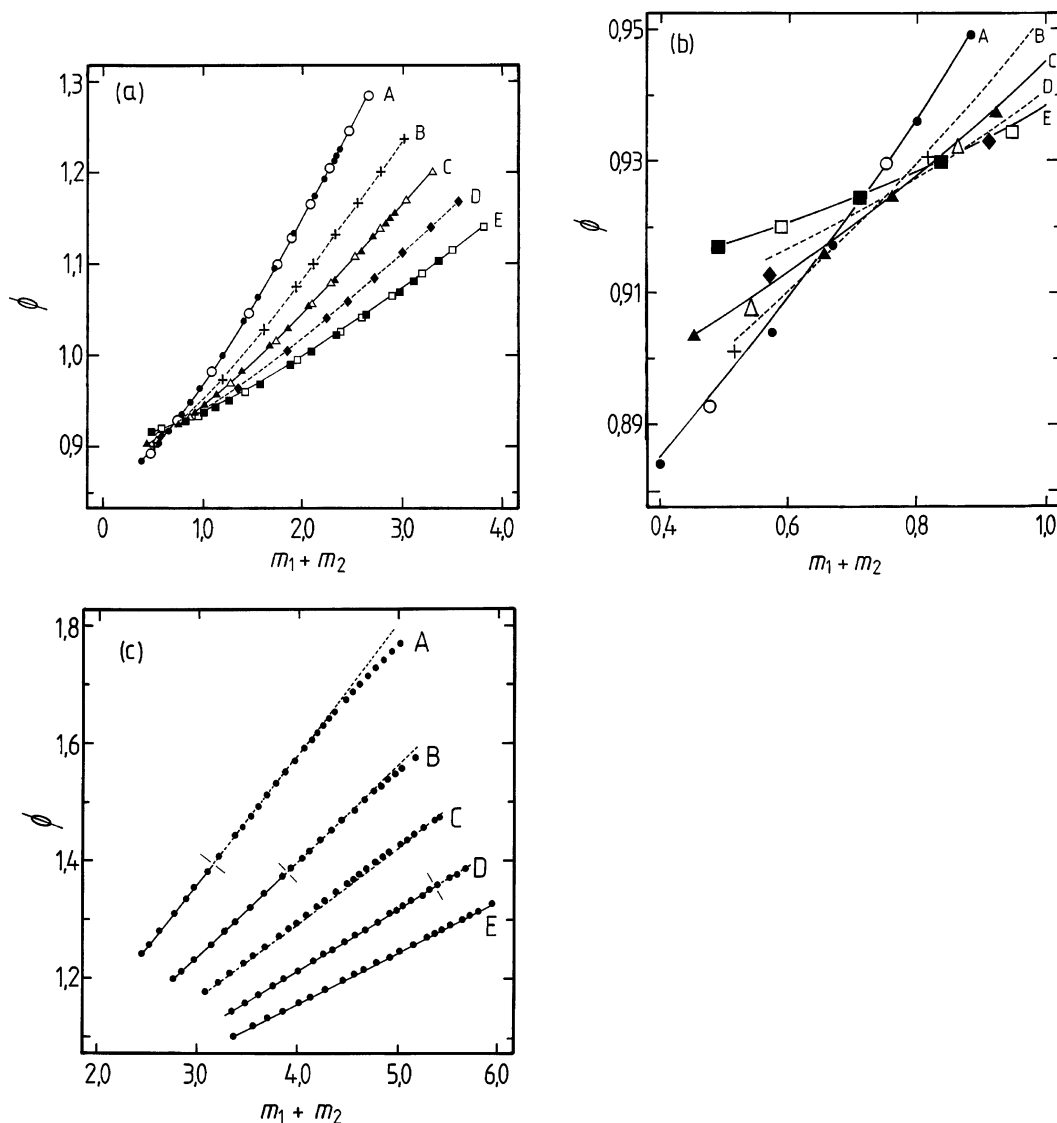 (a)
1,3
1,2
1,1
1,0
0,9
ϕ
A
B
C
D
E
0 1,0 2,0 3,0 4,0
m₁ + m₂
(b)
0,95
0,93
0,91
0,89
ϕ
A
B
C
D
E
0,4 0,6 0,8 1,0
m₁ + m₂
(c)
1,8
1,6
1,4
1,2
ϕ
A
B
C
D
E
2,0 3,0 4,0 5,0 6,0
m₁ + m₂